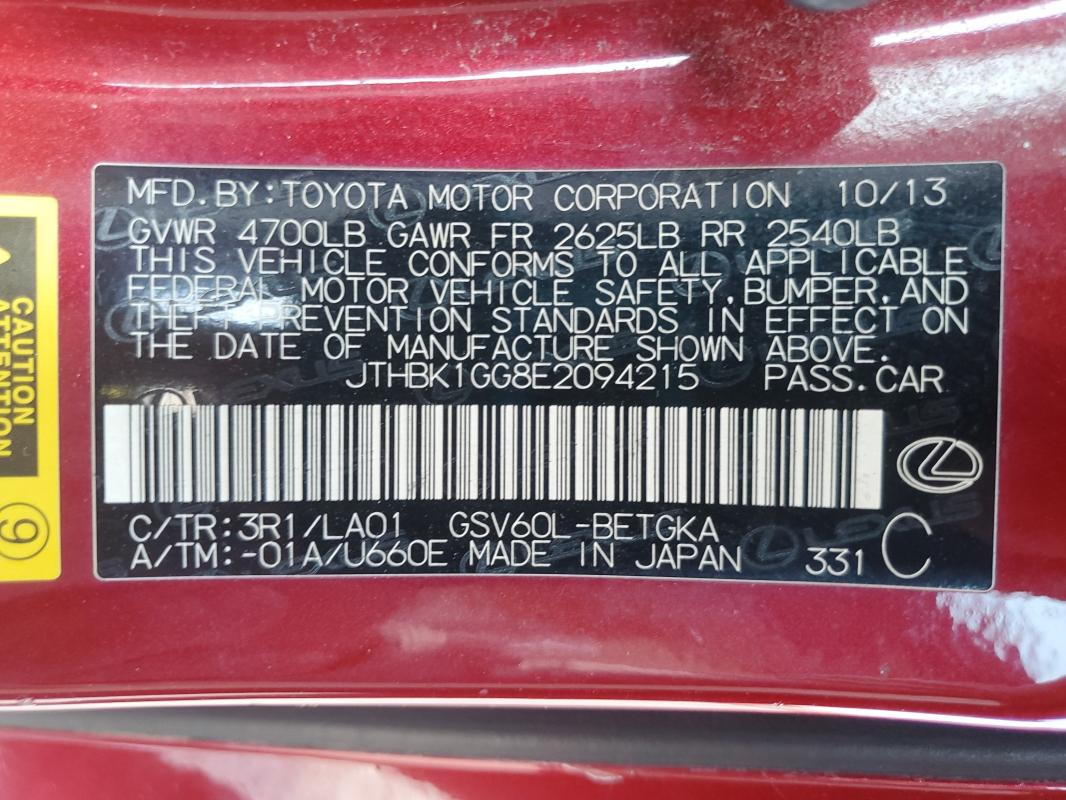 MFD.BY:TOYOTA MOTOR CORPORATION 10/13
GVWR 4700LB GAWR FR 2625LB RR 2540LB
THIS VEHICLE CONFORMS TO ALL APPLICABLE
FEDERAL MOTOR VEHICLE SAFETY,BUMPER,AND
THEFT PREVENTION STANDARDS IN EFFECT ON
THE DATE OF MANUFACTURE SHOWN ABOVE.
JTHBK1GG8E2094215 PASS.CAR
C/TR:3R1/LA01 GSV60L-BETGKA
A/TM:-01A/U660E MADE IN JAPAN 331 C
CAUTION
ATTENTION
9
LEXUS